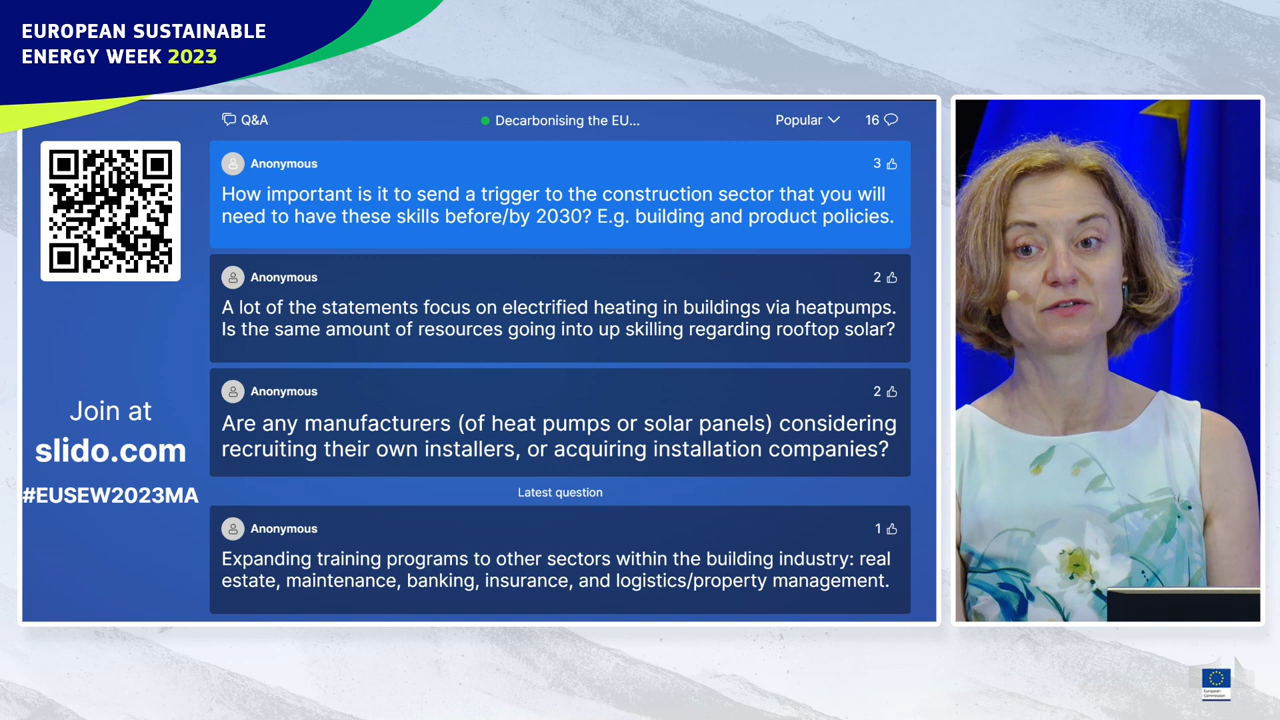 EUROPEAN SUSTAINABLE
ENERGY WEEK 2023
Q&A
Decarbonising the EU...
Popular
16
Anonymous
3
How important is it to send a trigger to the construction sector that you will
need to have these skills before/by 2030? E.g. building and product policies.
Anonymous
2
A lot of the statements focus on electrified heating in buildings via heatpumps.
Is the same amount of resources going into up skilling regarding rooftop solar?
Anonymous
2
Are any manufacturers (of heat pumps or solar panels) considering
recruiting their own installers, or acquiring installation companies?
Latest question
Anonymous
1
Expanding training programs to other sectors within the building industry: real
estate, maintenance, banking, insurance, and logistics/property management.
Join at
slido.com
#EUSEW2023MA
European
Commission